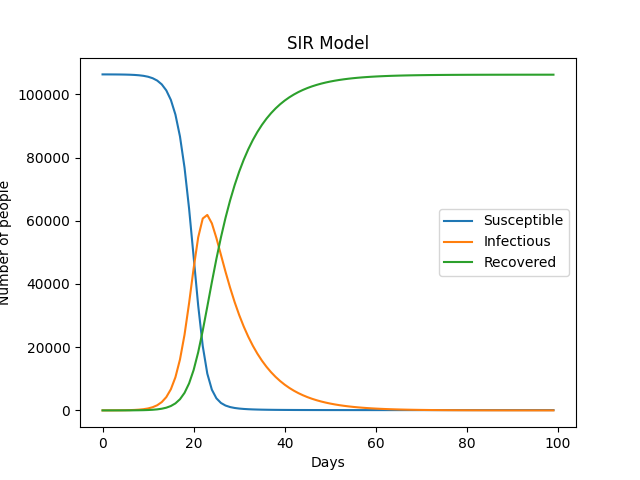 SIR Model
Number of people
100000
80000
60000
40000
20000
0
Susceptible
Infectious
Recovered
0 20 40 60 80 100
Days